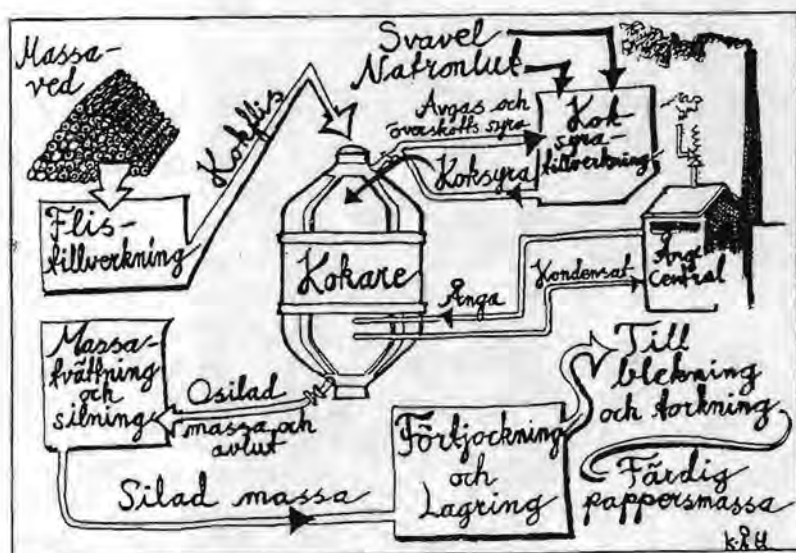 Massa-
ved
Flis-
tillverkning
Kokflis
Svavel
Natronlut
Avgas och
överskotts syra
Koksyra
Kok
syra-
tillverkning
Kokare
Ånga
Kondensat
Ång
Central
Massa-
tvättning
och
silning
Osilad
massa och
avlut
Silad massa
Förtjockning
och
Lagring
Till
blekning
och torkning
Färdig
pappersmassa
K.Å.H